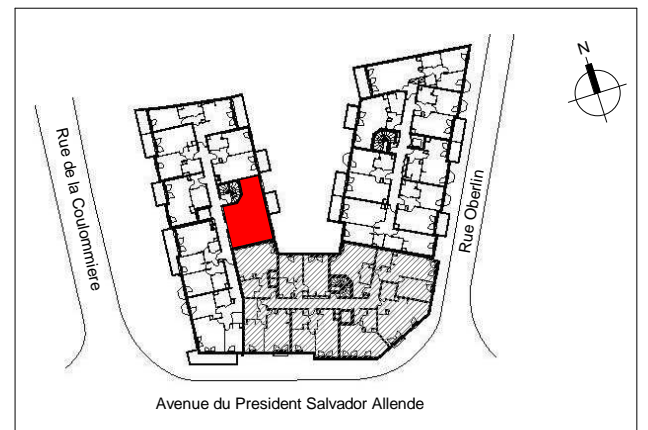 N
Rue de la Coulommiere
Rue Oberlin
Avenue du President Salvador Allende